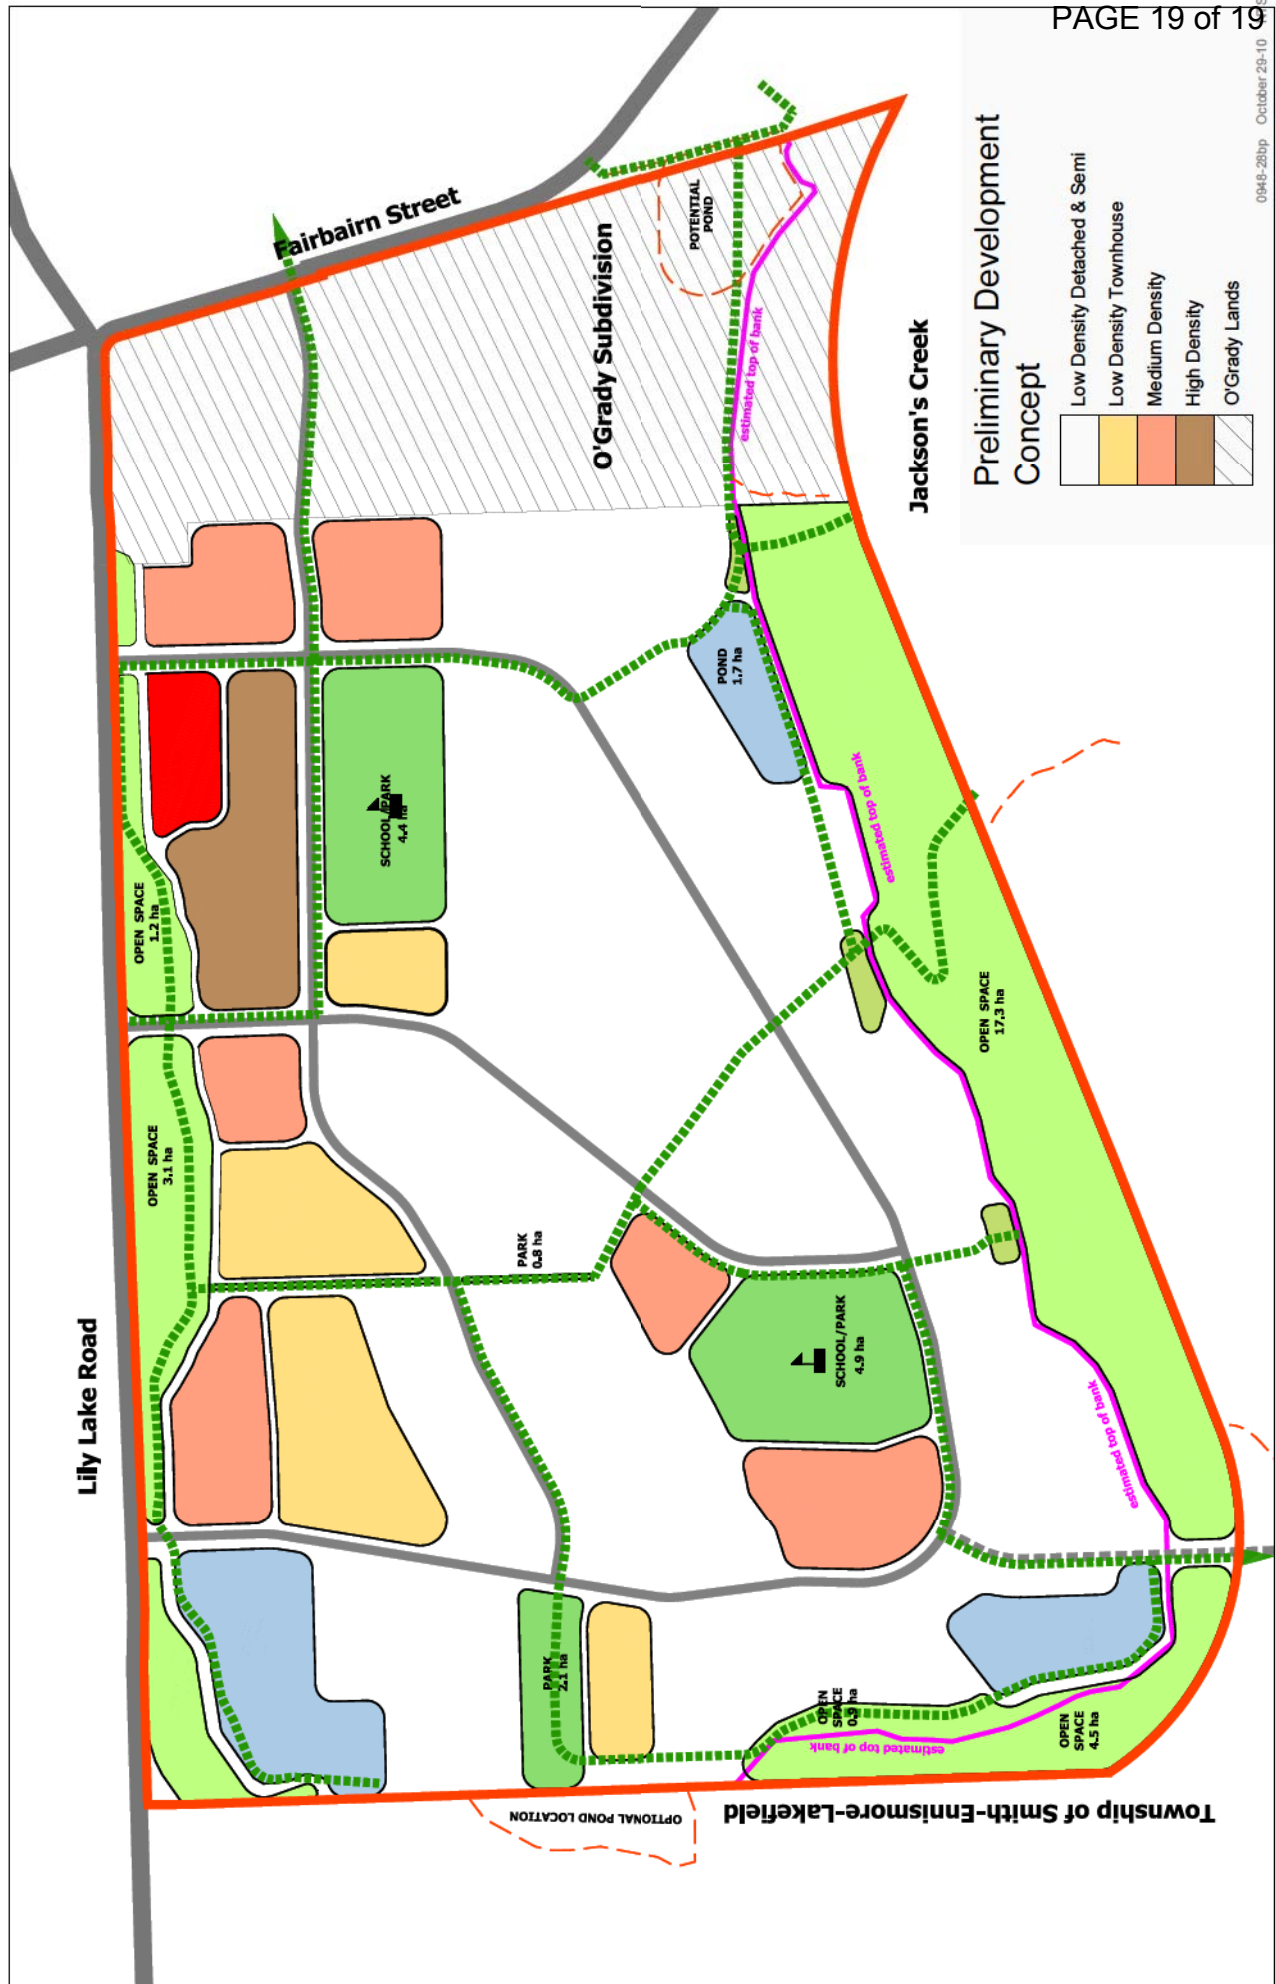 PAGE 19 of 19
0948-28bp October 29-10
Fairbairn Street
POTENTIAL
POND
O'Grady Subdivision
estimated top of bank
Jackson's Creek
Preliminary Development
Concept
Low Density Detached & Semi
Low Density Townhouse
Medium Density
High Density
O'Grady Lands
POND
1.7 ha
SCHOOL/PARK
4.4 ha
OPEN SPACE
1.2 ha
estimated top of bank
OPEN SPACE
17.3 ha
OPEN SPACE
3.1 ha
PARK
0.8 ha
Lily Lake Road
SCHOOL/PARK
4.9 ha
estimated top of bank
PARK
2.1 ha
OPEN
SPACE
0.9 ha
estimated top of bank
OPEN
SPACE
4.5 ha
OPTIONAL POND LOCATION
Township of Smith-Ennismore-Lakefield